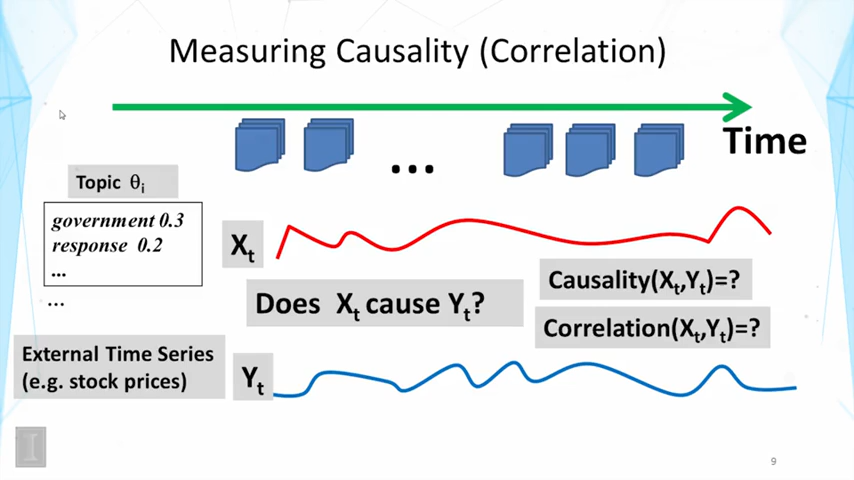 Measuring Causality (Correlation)
Time
...
Topic θi
government 0.3
response 0.2
...
...
Xt
Does Xt cause Yt?
Causality(Xt,Yt)=?
Correlation(Xt,Yt)=?
External Time Series
(e.g. stock prices)
Yt
I
9